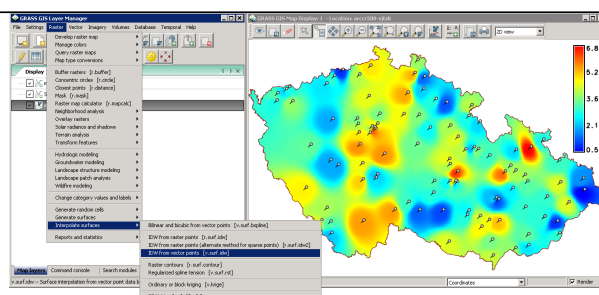 GRASS GIS Layer Manager
File Settings Raster Vector Imagery Volumes Database Temporal Help
Develop raster map
Manage colors
Query raster maps
Map type conversions
Buffer rasters [r.buffer]
Concentric circles [r.circle]
Closest points [r.distance]
Mask [r.mask]
Raster map calculator [r.mapcalc]
Neighborhood analysis
Overlay rasters
Solar radiance and shadows
Terrain analysis
Transform features
Hydrologic modeling
Groundwater modeling
Landscape structure modeling
Landscape patch analysis
Wildfire modeling
Change category values and labels
Generate random cells
Generate surfaces
Interpolate surfaces
Reports and statistics
Display
Bilinear and bicubic from vector points [v.surf.bspline]
IDW from raster points [r.surf.idw]
IDW from raster points (alternate method for sparse points) [r.surf.idw2]
IDW from vector points [v.surf.idw]
Raster contours [r.surf.contour]
Regularized spline tension [v.surf.rst]
Ordinary or block kriging [v.krige]
Map layers Command console Search modules
v.surf.idw -- Surface interpolation from vector point data b
GRASS GIS Map Display: 1 - Location:
2D view
6.8
5.2
3.6
2.1
0.5
Coordinates
Render